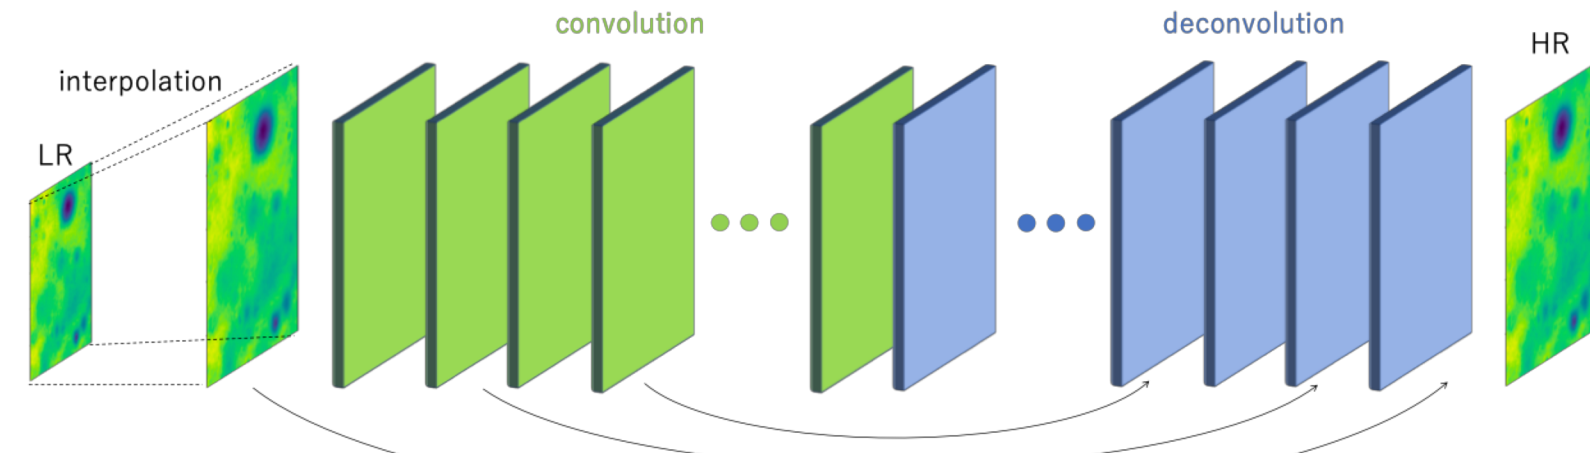 convolution
deconvolution
HR
interpolation
LR